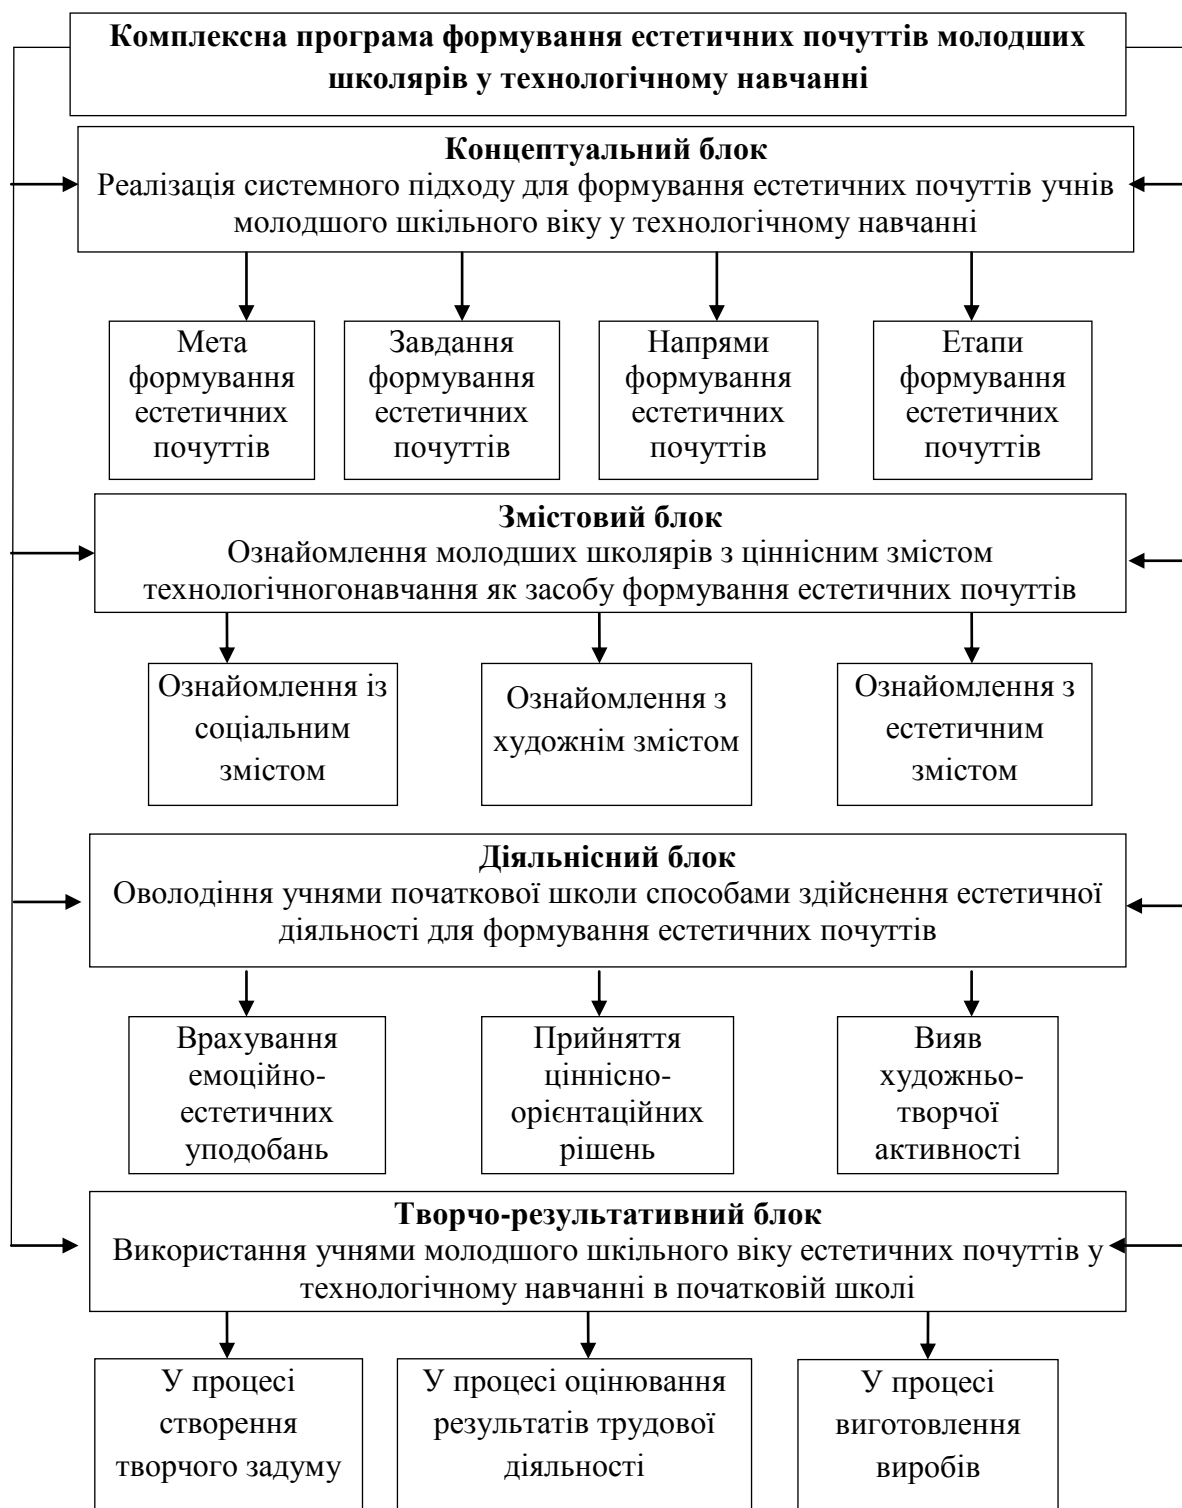 Комплексна програма формування естетичних почуттів молодших
школярів у технологічному навчанні
Концептуальний блок
Реалізація системного підходу для формування естетичних почуттів учнів
молодшого шкільного віку у технологічному навчанні
Мета
формування
естетичних
почуттів
Завдання
формування
естетичних
почуттів
Напрями
формування
естетичних
почуттів
Етапи
формування
естетичних
почуттів
Змістовий блок
Ознайомлення молодших школярів з ціннісним змістом
технологічногонавчання як засобу формування естетичних почуттів
Ознайомлення із
соціальним
змістом
Ознайомлення з
художнім змістом
Ознайомлення з
естетичним
змістом
Діяльнісний блок
Оволодіння учнями початкової школи способами здійснення естетичної
діяльності для формування естетичних почуттів
Врахування
емоційно-
естетичних
уподобань
Прийняття
ціннісно-
орієнтаційних
рішень
Вияв
художньо-
творчої
активності
Творчо-результативний блок
Використання учнями молодшого шкільного віку естетичних почуттів у
технологічному навчанні в початковій школі
У процесі
створення
творчого задуму
У процесі оцінювання
результатів трудової
діяльності
У процесі
виготовлення
виробів